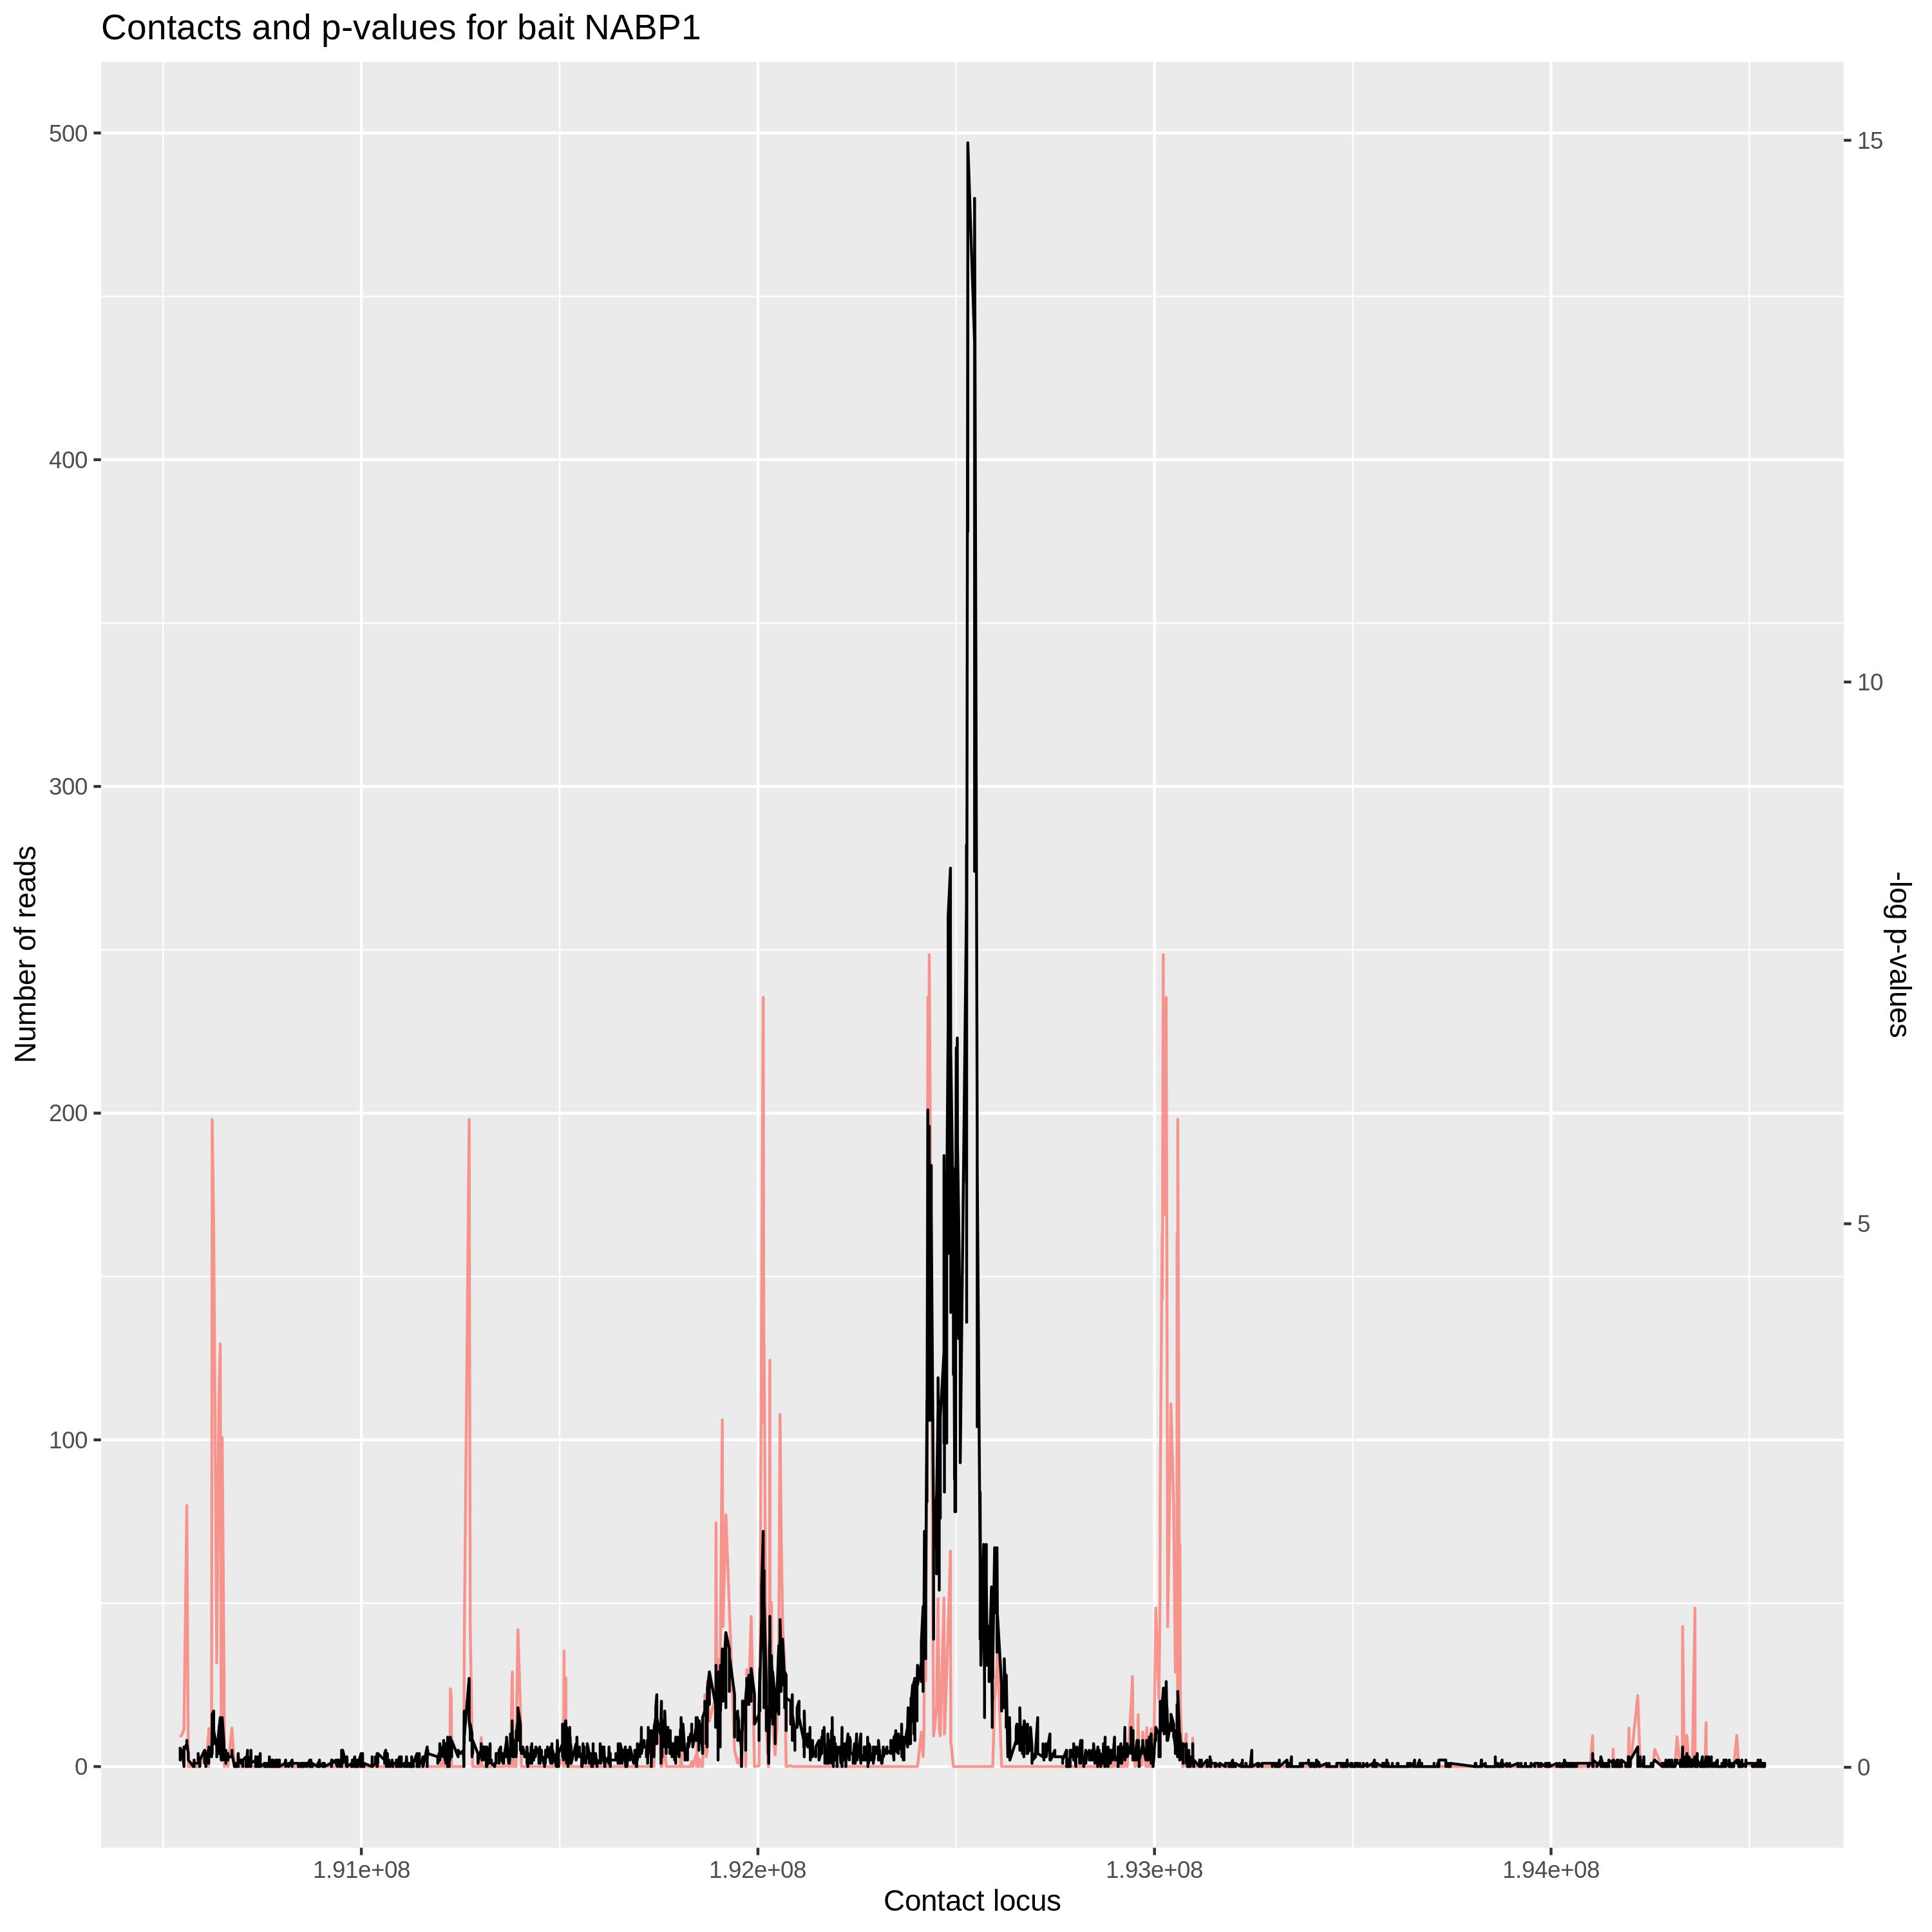 Contacts and p-values for bait NABP1
500
400
300
200
100
0
Number of reads
15
10
5
0
-log p-values
1.91e+08
1.92e+08
1.93e+08
1.94e+08
Contact locus